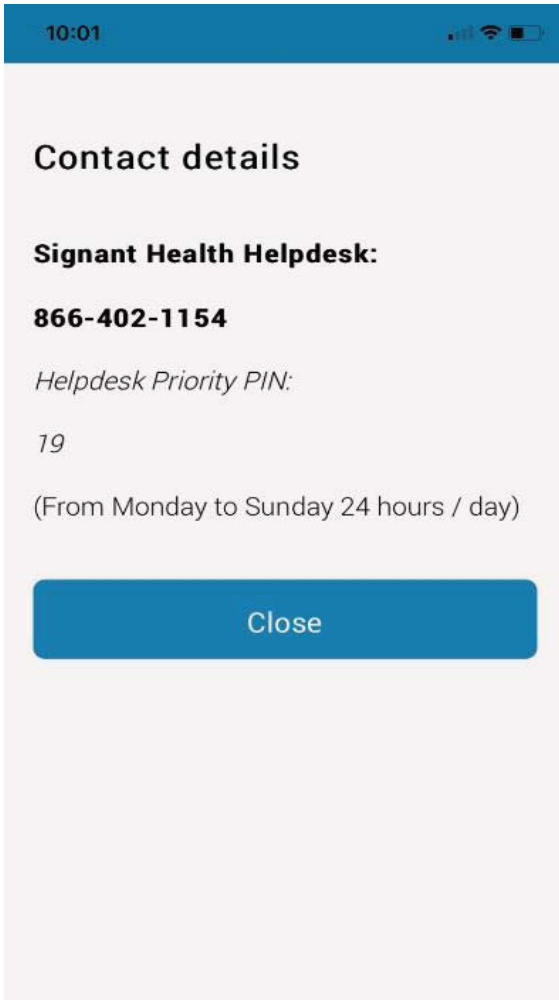 10:01
Contact details
Signant Health Helpdesk:
866-402-1154
Helpdesk Priority PIN:
19
(From Monday to Sunday 24 hours / day)
Close